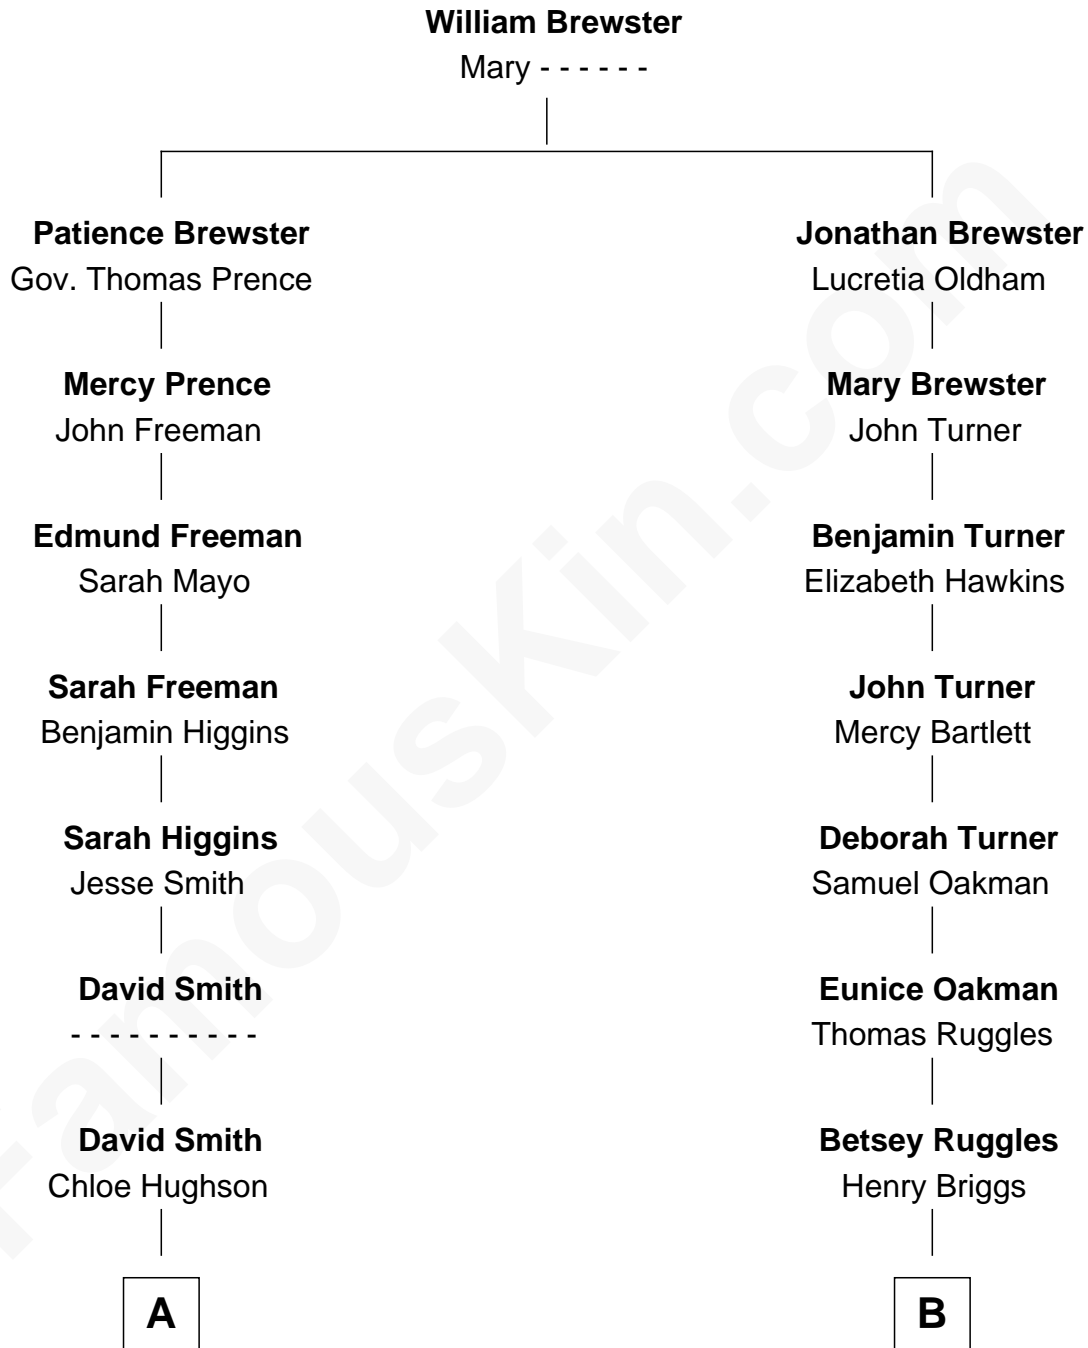 William Brewster
Mary - - - - - -
Patience Brewster
Gov. Thomas Prence
Jonathan Brewster
Lucretia Oldham
Mercy Prence
John Freeman
Mary Brewster
John Turner
Edmund Freeman
Sarah Mayo
Benjamin Turner
Elizabeth Hawkins
Sarah Freeman
Benjamin Higgins
John Turner
Mercy Bartlett
Sarah Higgins
Jesse Smith
Deborah Turner
Samuel Oakman
David Smith
- - - - - - - - - -
Eunice Oakman
Thomas Ruggles
David Smith
Chloe Hughson
Betsey Ruggles
Henry Briggs
A
B
FamousKin.com